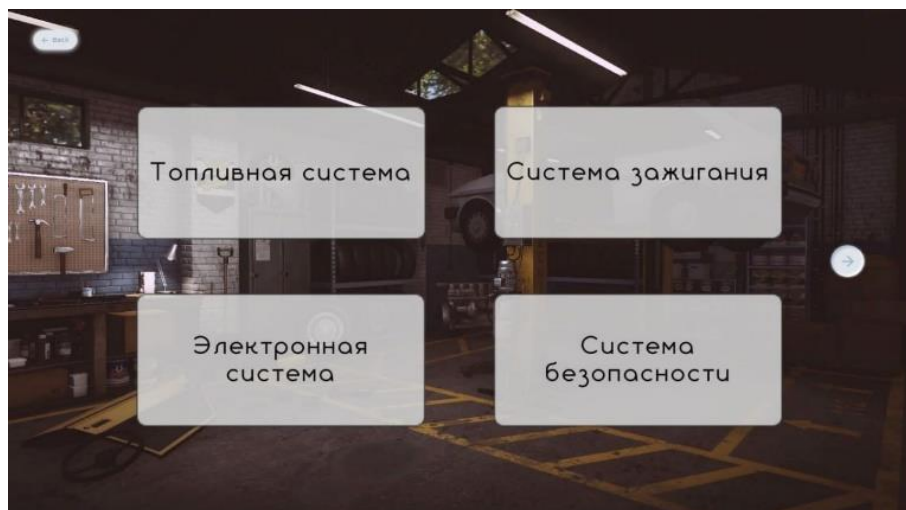 ← Back
Топливная система
Система зажигания
Электронная
система
Система
безопасности
→